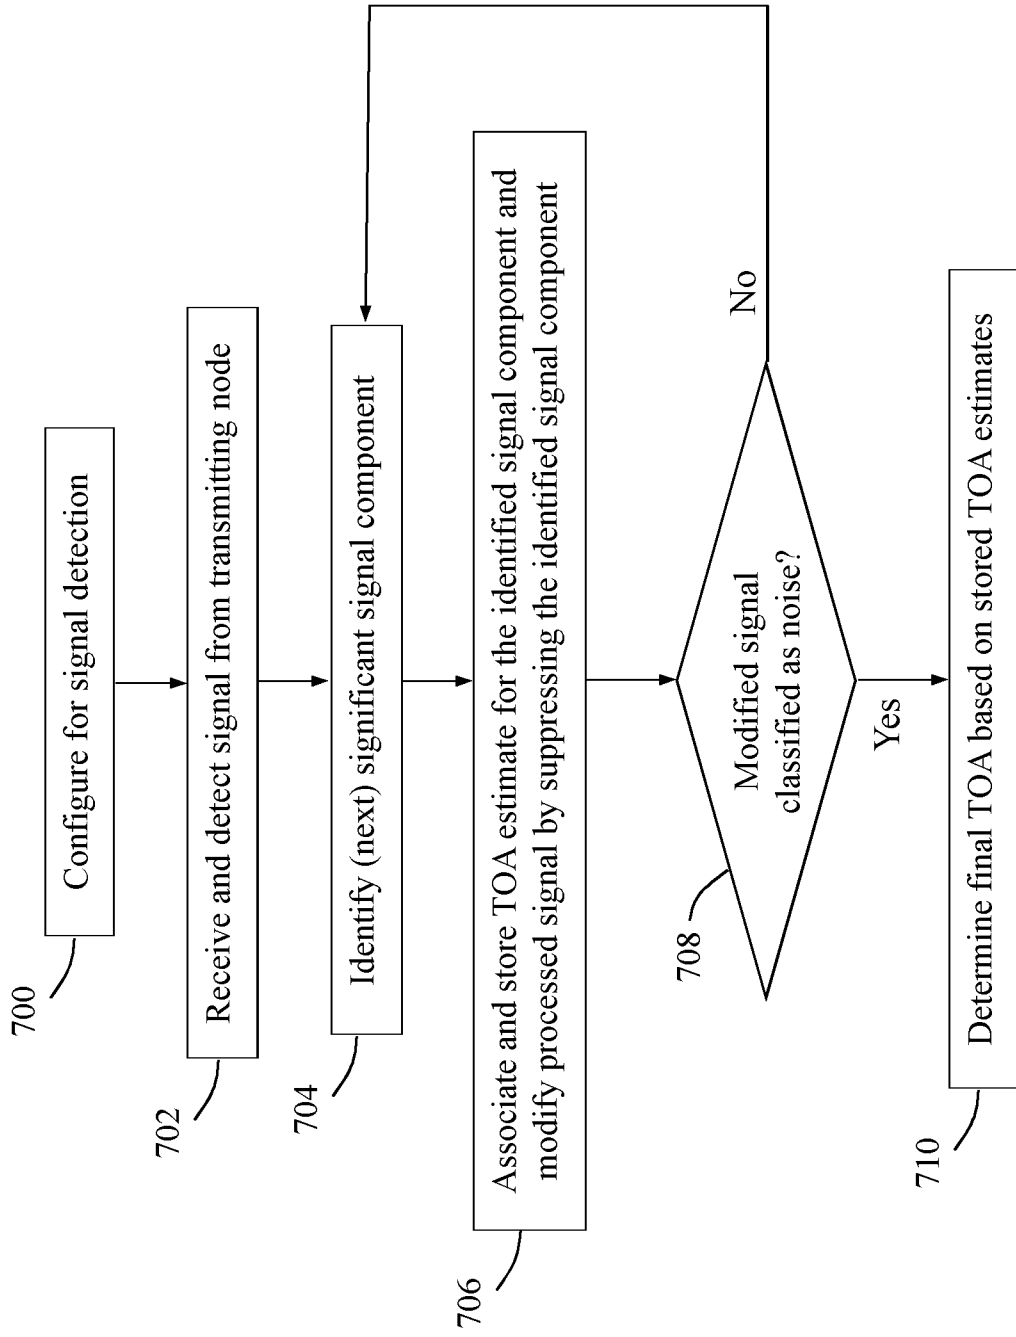 700
Configure for signal detection
702
Receive and detect signal from transmitting node
704
Identify (next) significant signal component
706
Associate and store TOA estimate for the identified signal component and
modify processed signal by suppressing the identified signal component
708
Modified signal
classified as noise?
No
Yes
710
Determine final TOA based on stored TOA estimates